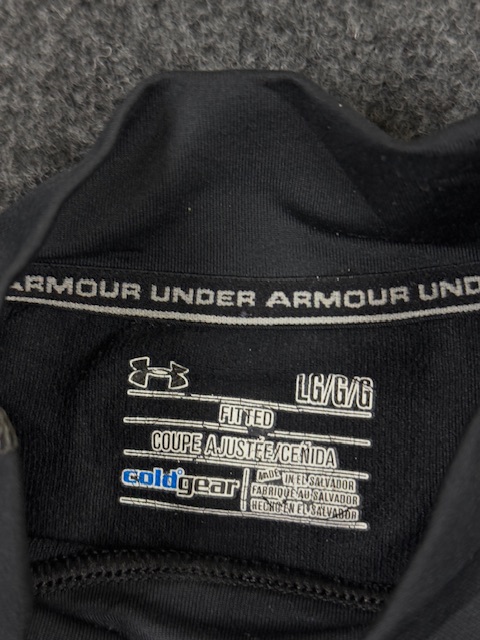 ARMOUR UNDER ARMOUR UND
LG/G/G
FITTED
COUPE AJUSTÉE/CEÑIDA
coldgear
MADE IN EL SALVADOR
FABRIQUÉ AU SALVADOR
HECHO EN EL SALVADOR